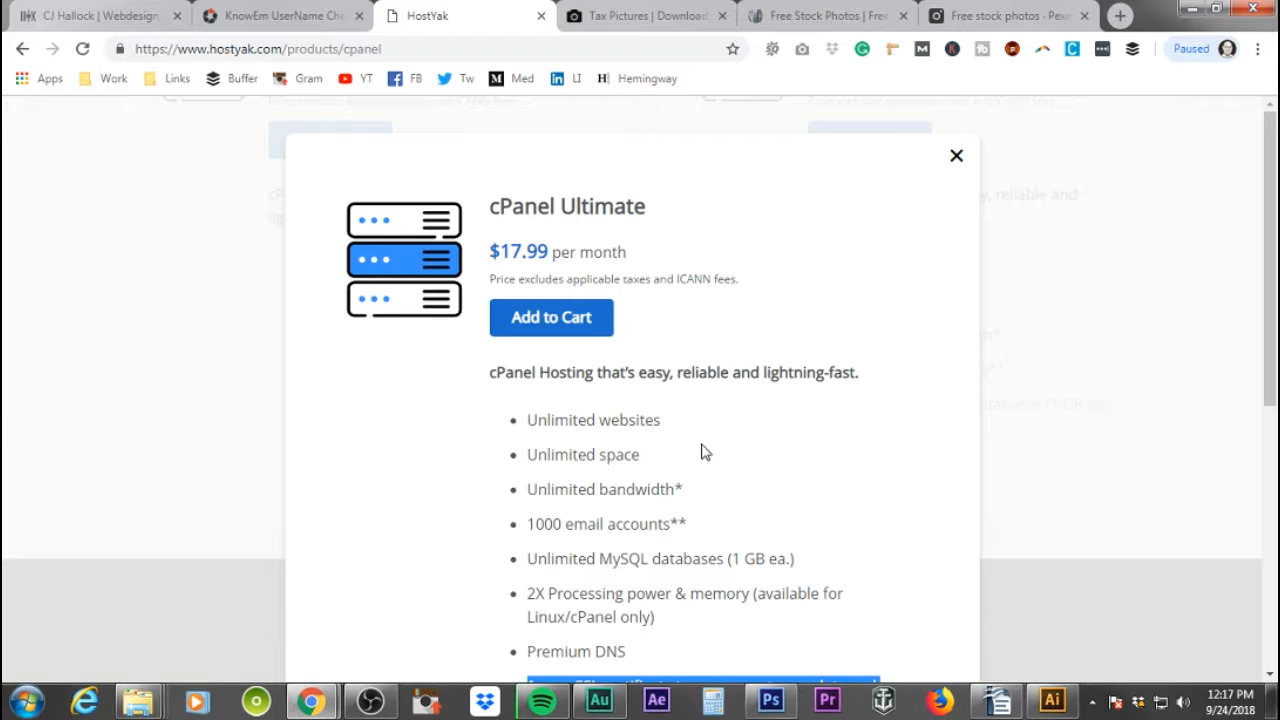 CJ Hallock | Webdesign,
KnowEm UserName Che
HostYak
Tax Pictures | Download
Free Stock Photos | Free
Free stock photos · Pexe
https://www.hostyak.com/products/cpanel
Paused
Apps
Work
Links
Buffer
Gram
YT
FB
Tw
Med
LI
Hemingway
cPanel Ultimate
$17.99 per month
Price excludes applicable taxes and ICANN fees.
Add to Cart
cPanel Hosting that's easy, reliable and lightning-fast.
Unlimited websites
Unlimited space
Unlimited bandwidth*
1000 email accounts**
Unlimited MySQL databases (1 GB ea.)
2X Processing power & memory (available for
Linux/cPanel only)
Premium DNS
12:17 PM
9/24/2018